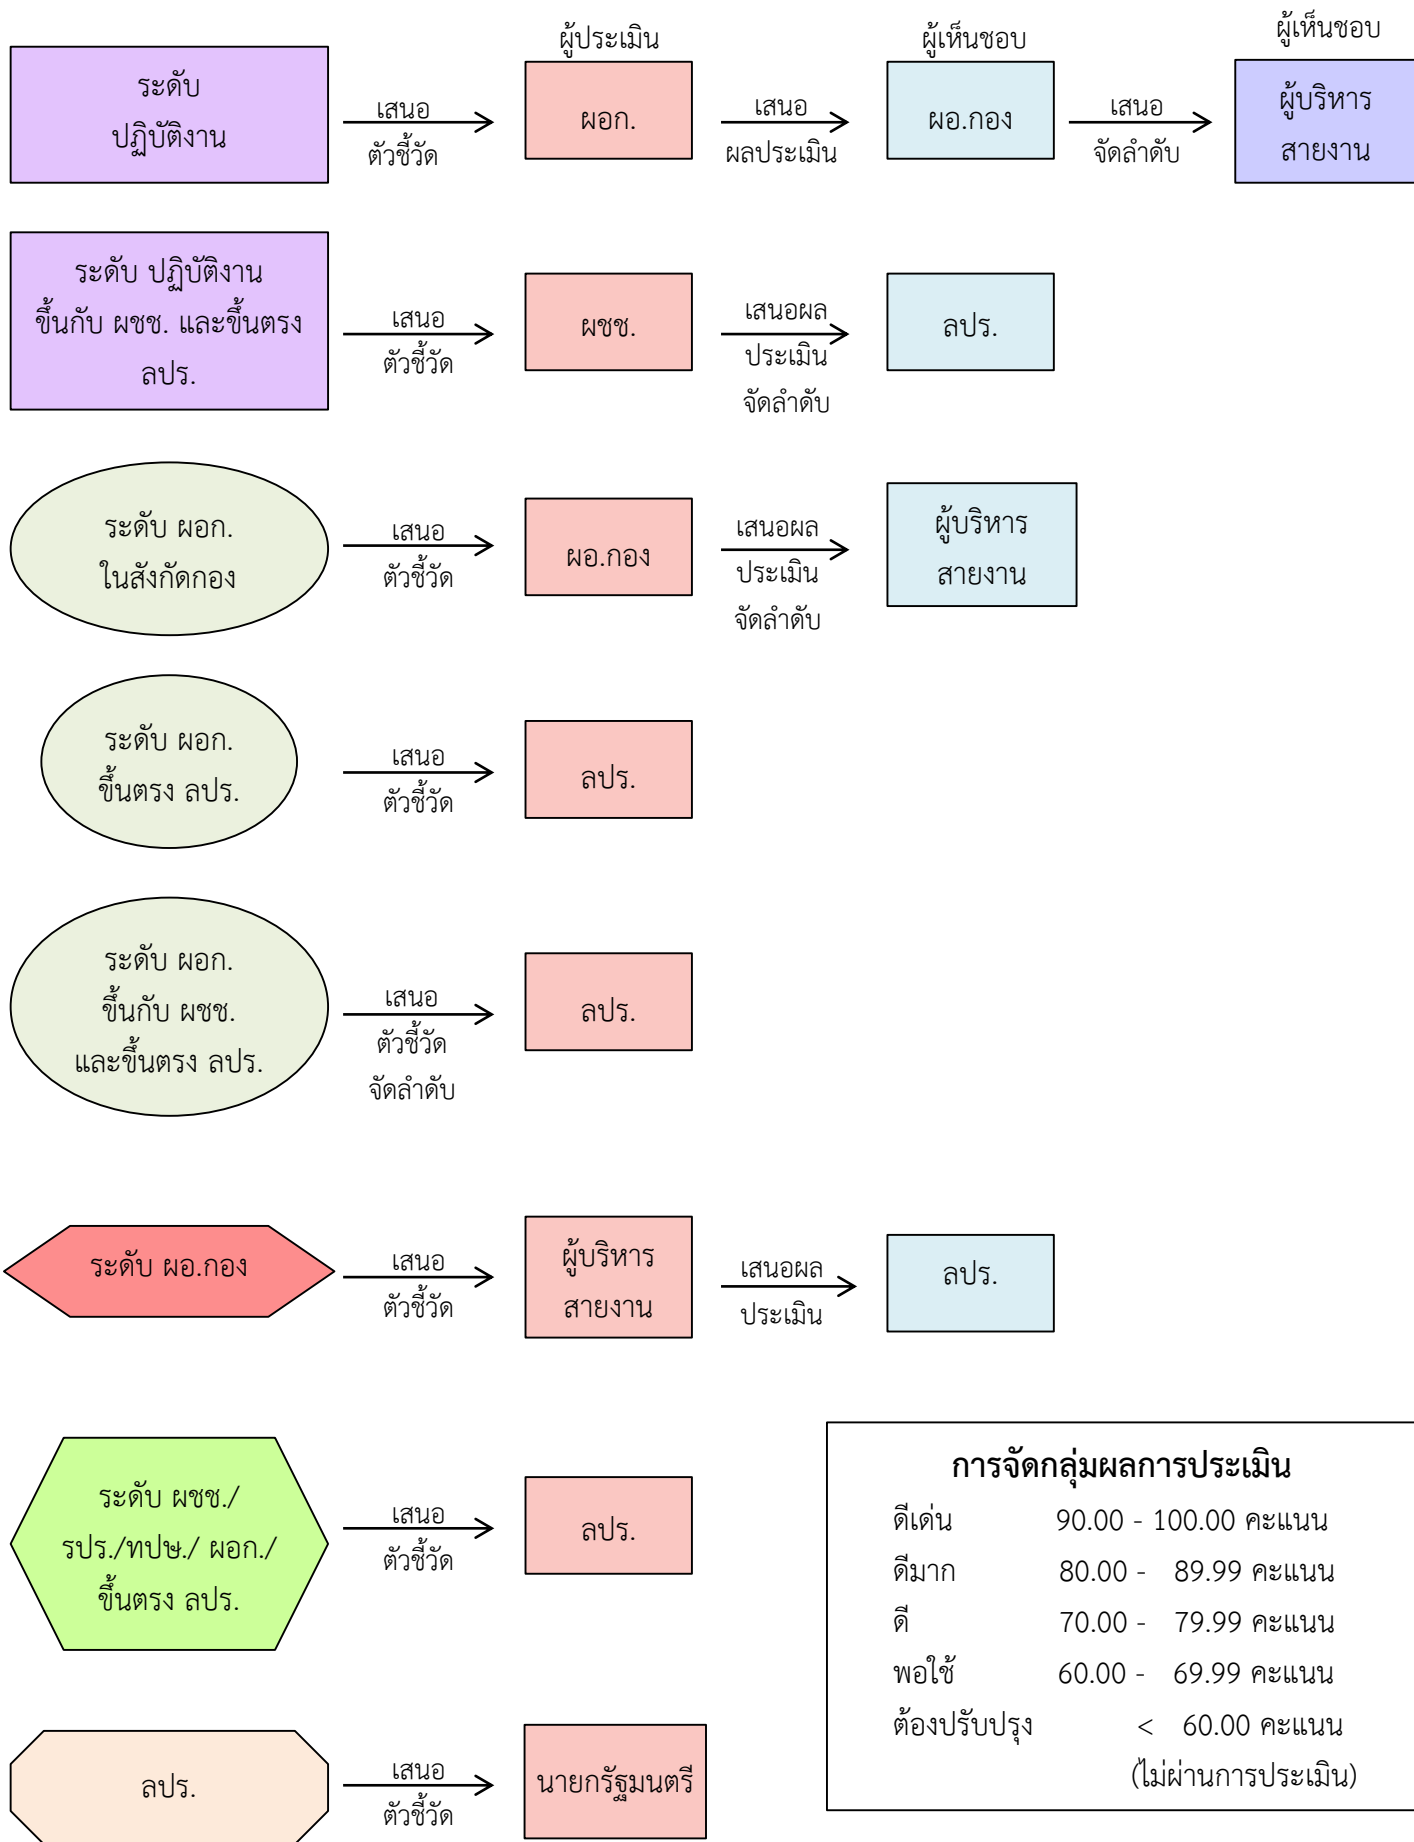 ผู้ประเมิน
ผู้เห็นชอบ
ผู้เห็นชอบ
ระดับ
ปฏิบัติงาน
เสนอ
ตัวชี้วัด
ผอก.
เสนอ
ผลประเมิน
ผอ.กอง
เสนอ
จัดลำดับ
ผู้บริหาร
สายงาน
ระดับ ปฏิบัติงาน
ขึ้นกับ ผชช. และขึ้นตรง
ลปร.
เสนอ
ตัวชี้วัด
ผชช.
เสนอผล
ประเมิน
จัดลำดับ
ลปร.
ระดับ ผอก.
ในสังกัดกอง
เสนอ
ตัวชี้วัด
ผอ.กอง
เสนอผล
ประเมิน
จัดลำดับ
ผู้บริหาร
สายงาน
ระดับ ผอก.
ขึ้นตรง ลปร.
เสนอ
ตัวชี้วัด
ลปร.
ระดับ ผอก.
ขึ้นกับ ผชช.
และขึ้นตรง ลปร.
เสนอ
ตัวชี้วัด
จัดลำดับ
ลปร.
ระดับ ผอ.กอง
เสนอ
ตัวชี้วัด
ผู้บริหาร
สายงาน
เสนอผล
ประเมิน
ลปร.
ระดับ ผชช./
รปร./ทปษ./ ผอก./
ขึ้นตรง ลปร.
เสนอ
ตัวชี้วัด
ลปร.
การจัดกลุ่มผลการประเมิน
ดีเด่น 90.00 - 100.00 คะแนน
ดีมาก 80.00 - 89.99 คะแนน
ดี 70.00 - 79.99 คะแนน
พอใช้ 60.00 - 69.99 คะแนน
ต้องปรับปรุง < 60.00 คะแนน
(ไม่ผ่านการประเมิน)
ลปร.
เสนอ
ตัวชี้วัด
นายกรัฐมนตรี